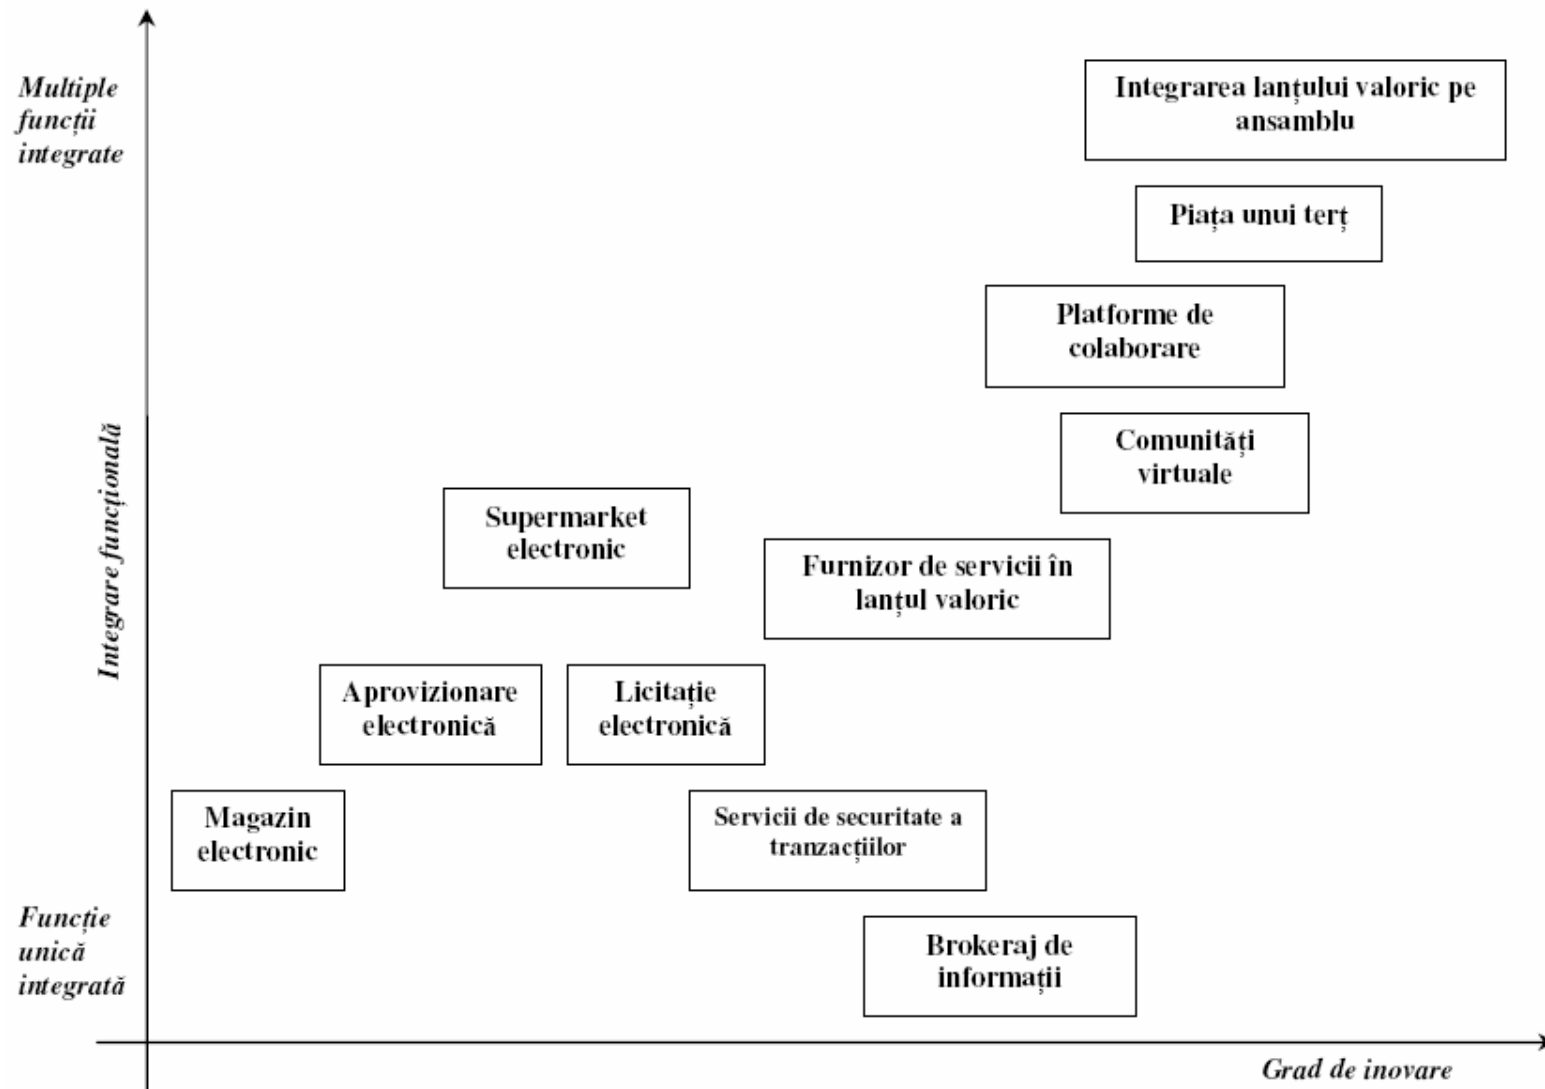 Multiple
funcții
integrate
Integrarea lanțului valoric pe
ansamblu
Piața unui terț
Platforme de
colaborare
Comunități
virtuale
Integrare funcțională
Supermarket
electronic
Furnizor de servicii în
lanțul valoric
Aprovizionare
electronică
Licitație
electronică
Magazin
electronic
Servicii de securitate a
tranzacțiilor
Funcție
unică
integrată
Brokeraj de
informații
Grad de inovare